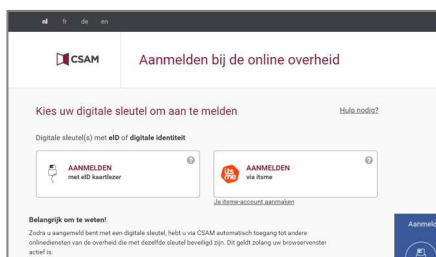 nl fr de en
CSAM
Aanmelden bij de online overheid
Kies uw digitale sleutel om aan te melden
Hulp nodig?
Digitale sleutel(s) met eID of digitale identiteit
AANMELDEN
met eID kaartlezer
?
itsme
AANMELDEN
via itsme
?
Je itsme-account aanmaken
Belangrijk om te weten!
Zodra u aangemeld bent met een digitale sleutel, hebt u via CSAM automatisch toegang tot andere
onlinediensten van de overheid die met dezelfde sleutel beveiligd zijn. Dit geldt zolang uw browservenster
actief is.
Aanmeld